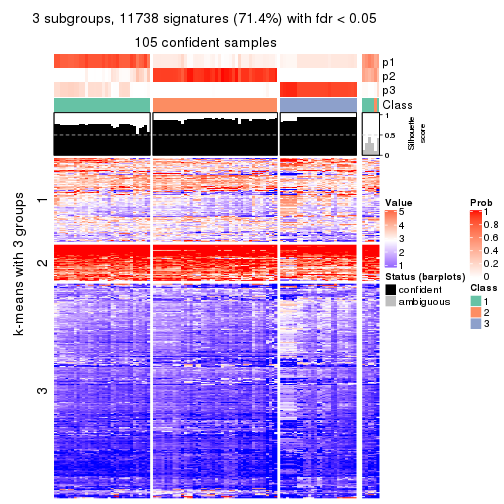 3 subgroups, 11738 signatures (71.4%) with fdr < 0.05
105 confident samples
p1
p2
p3
Class
1
0.5
0
Silhouette
score
k-means with 3 groups
1
2
3
Value
5
4
3
2
1
Status (barplots)
confident
ambiguous
Prob
1
0.8
0.6
0.4
0.2
0
Class
1
2
3